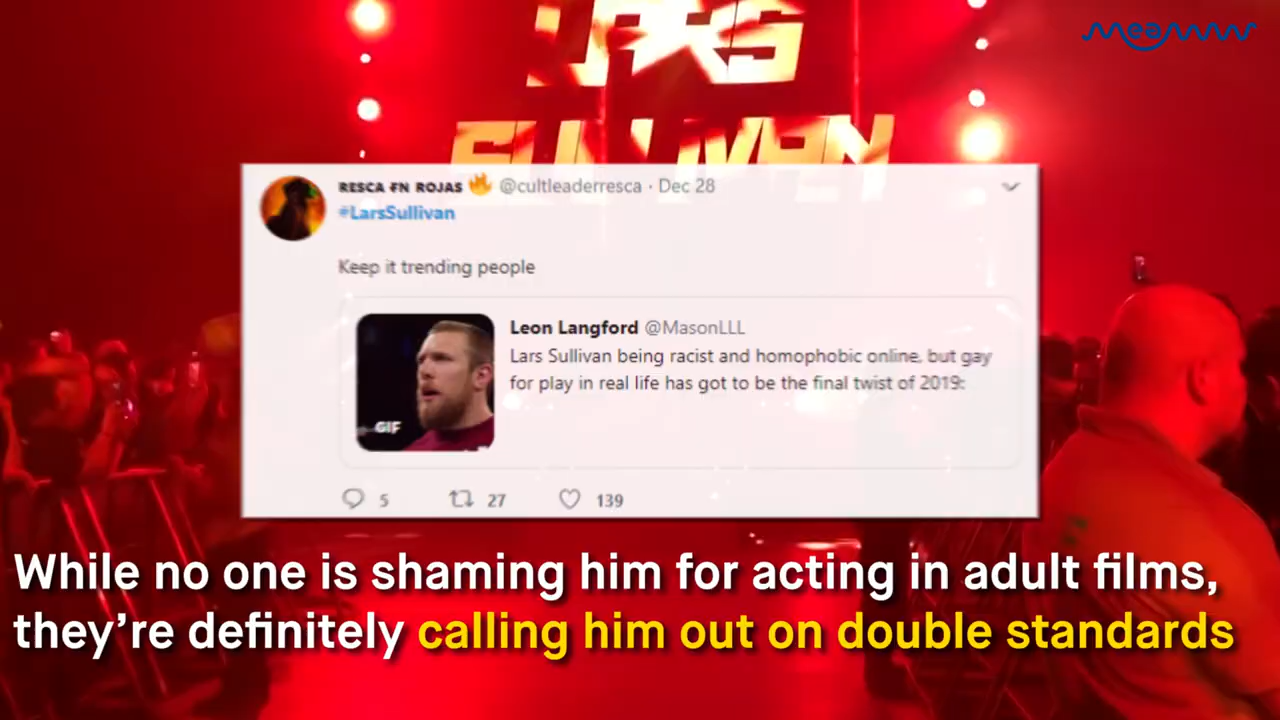 MEAWW
LARS
SULLIVAN
RESCA FN ROJAS 🔥 @cultleaderresca · Dec 28
#LarsSullivan
Keep it trending people
Leon Langford @MasonLLL
Lars Sullivan being racist and homophobic online, but gay
for play in real life has got to be the final twist of 2019:
GIF
5 27 139
While no one is shaming him for acting in adult films,
they're definitely calling him out on double standards